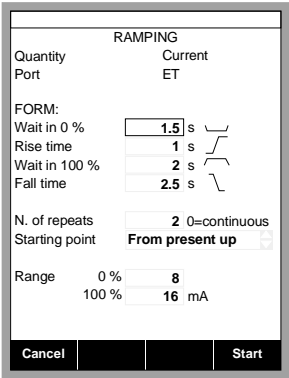 RAMPING
Quantity Current
Port ET
FORM:
Wait in 0 % 1.5 s
Rise time 1 s
Wait in 100 % 2 s
Fall time 2.5 s
N. of repeats 2 0=continuous
Starting point From present up
Range 0 % 8
100 % 16 mA
Cancel Start